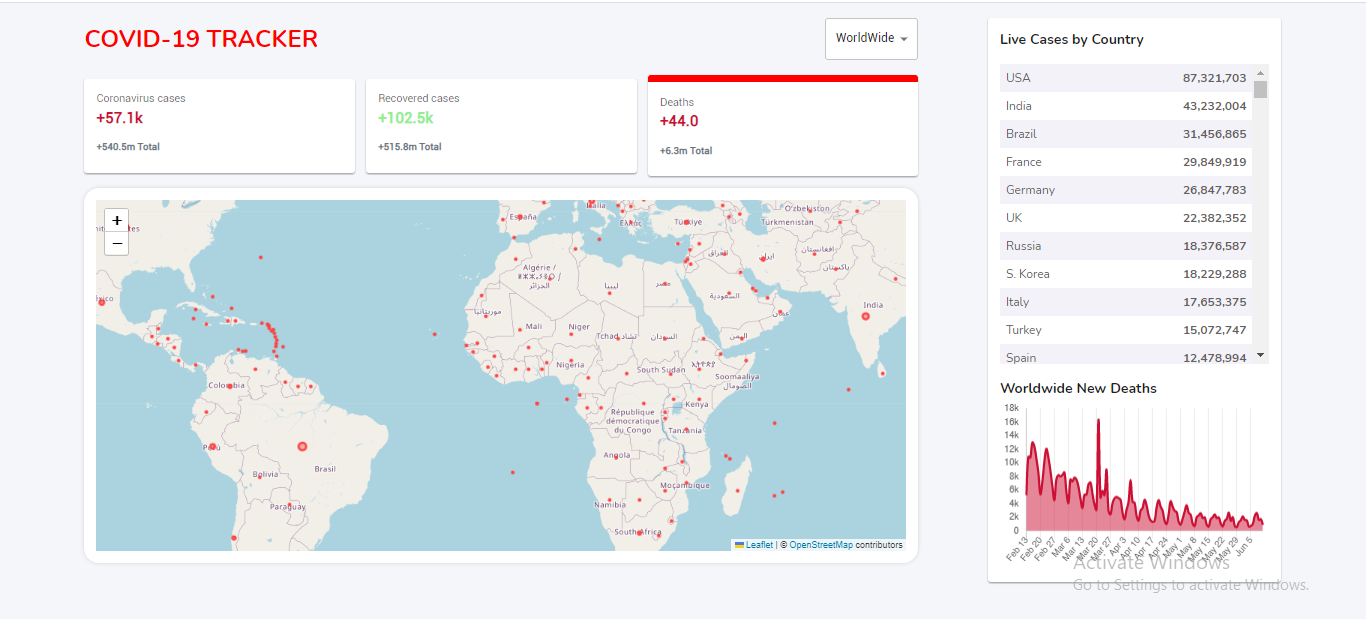 COVID-19 TRACKER
WorldWide
Coronavirus cases
+57.1k
+540.5m Total
Recovered cases
+102.5k
+515.8m Total
Deaths
+44.0
+6.3m Total
+
−
España
Italia
Ελλάς
Türkiye
O'zbekiston
Türkmenistan
افغانستان
ایران
العراق
پاکستان
Algérie /
ⵍⵣⵣⴰⵢⴻⵔ /
الجزائر
ليبيا
مصر
السعودية
عمان
India
موريتانيا
Mali
Niger
Tchad تشاد
السودان
اليمن
Nigeria
South Sudan
Soomaaliya
الصومال
Colombia
Kenya
République
démocratique
du Congo
Tanzania
Perú
Brasil
Angola
Bolivia
Moçambique
Paraguay
Namibia
South Africa
Leaflet | © OpenStreetMap contributors
Live Cases by Country
USA 87,321,703
India 43,232,004
Brazil 31,456,865
France 29,849,919
Germany 26,847,783
UK 22,382,352
Russia 18,376,587
S. Korea 18,229,288
Italy 17,653,375
Turkey 15,072,747
Spain 12,478,994
Worldwide New Deaths
18k
16k
14k
12k
10k
8k
6k
4k
2k
0
Feb 13
Feb 20
Feb 27
Mar 6
Mar 13
Mar 20
Mar 27
Apr 3
Apr 10
Apr 17
Apr 24
May 1
May 8
May 15
May 22
May 29
Jun 5
Activate Windows
Go to Settings to activate Windows.